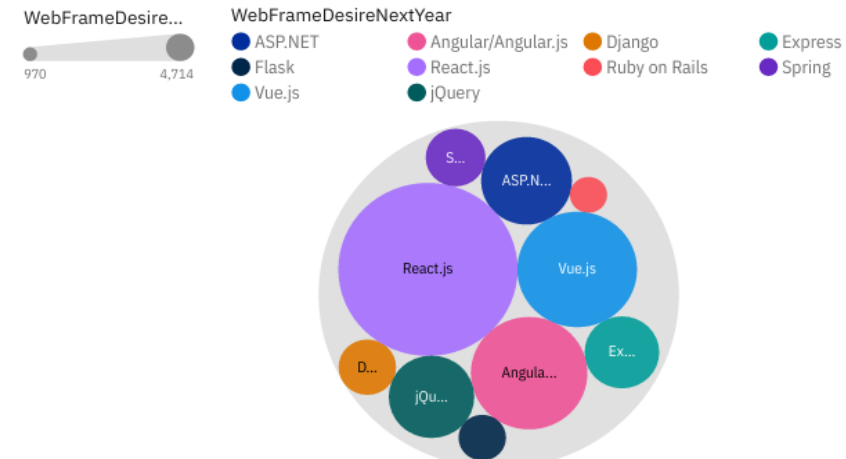 WebFrameDesire...
970
4,714
WebFrameDesireNextYear
ASP.NET
Angular/Angular.js
Django
Express
Flask
React.js
Ruby on Rails
Spring
Vue.js
jQuery
S...
ASP.N...
React.js
Vue.js
Ex...
D...
Angula...
jQu...